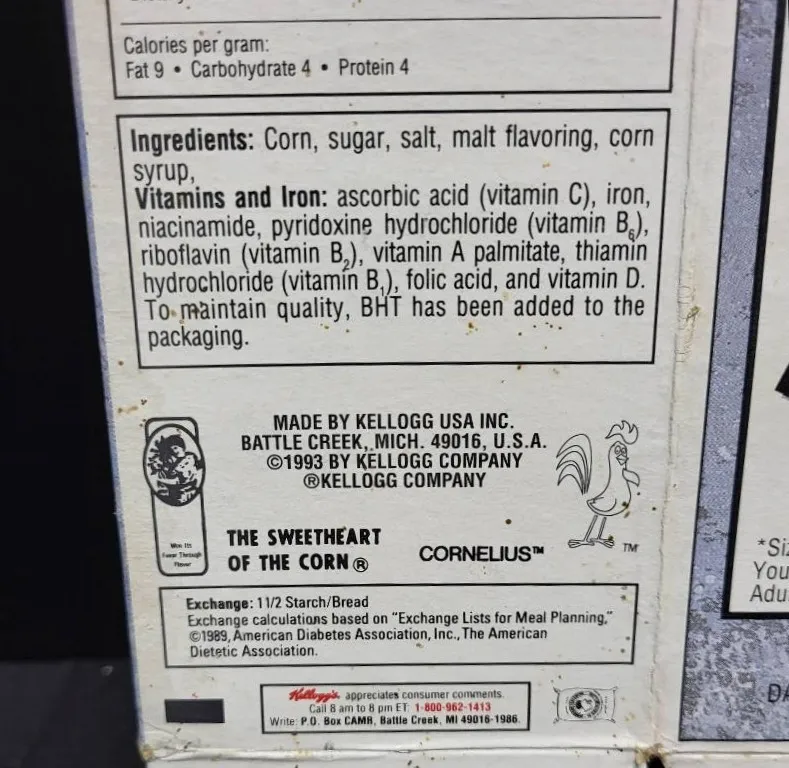 Calories per gram:
Fat 9 • Carbohydrate 4 • Protein 4
Ingredients: Corn, sugar, salt, malt flavoring, corn
syrup,
Vitamins and Iron: ascorbic acid (vitamin C), iron,
niacinamide, pyridoxine hydrochloride (vitamin B₆),
riboflavin (vitamin B₂), vitamin A palmitate, thiamin
hydrochloride (vitamin B₁), folic acid, and vitamin D.
To maintain quality, BHT has been added to the
packaging.
MADE BY KELLOGG USA INC.
BATTLE CREEK, MICH. 49016, U.S.A.
©1993 BY KELLOGG COMPANY
®KELLOGG COMPANY
Won Its
Favor Through
Flavor
THE SWEETHEART
OF THE CORN ®
CORNELIUS™
TM
Exchange: 1 1/2 Starch/Bread
Exchange calculations based on "Exchange Lists for Meal Planning,"
©1989, American Diabetes Association, Inc., The American
Dietetic Association.
Kellogg's appreciates consumer comments.
Call 8 am to 8 pm ET: 1-800-962-1413
Write: P.O. Box CAMB, Battle Creek, MI 49016-1986.
You